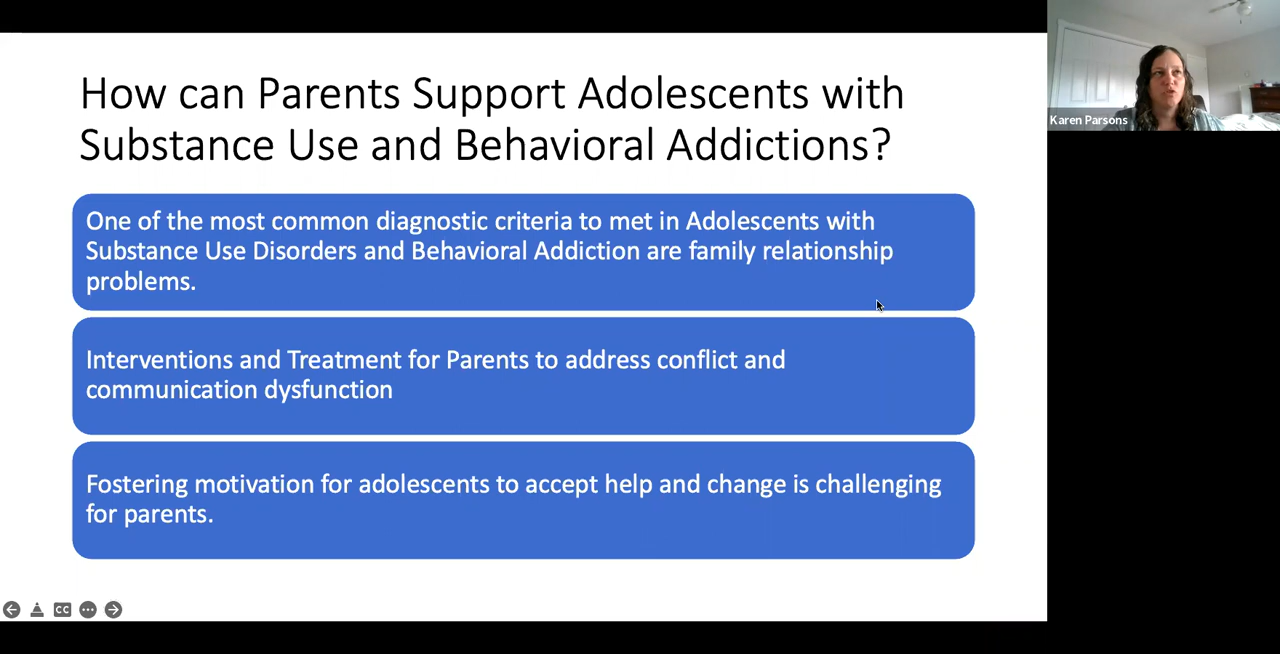 How can Parents Support Adolescents with
Substance Use and Behavioral Addictions?
One of the most common diagnostic criteria to met in Adolescents with
Substance Use Disorders and Behavioral Addiction are family relationship
problems.
Interventions and Treatment for Parents to address conflict and
communication dysfunction
Fostering motivation for adolescents to accept help and change is challenging
for parents.
CC
Karen Parsons